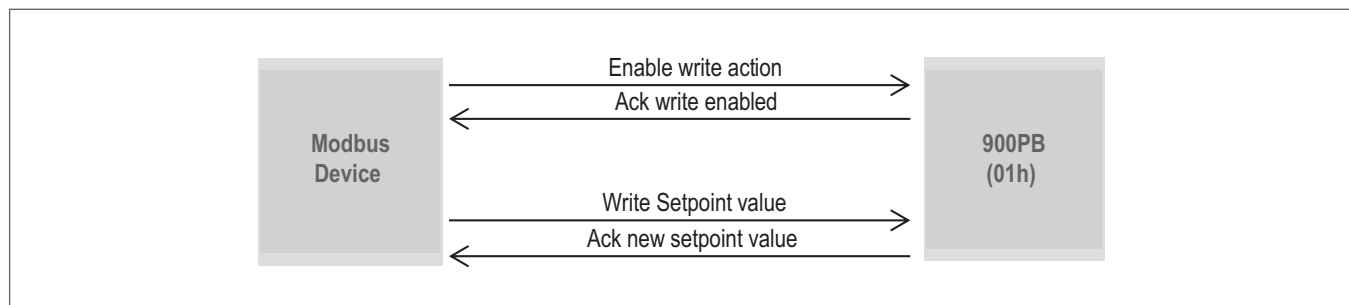 Enable write action
Ack write enabled
Modbus
Device
900PB
(01h)
Write Setpoint value
Ack new setpoint value